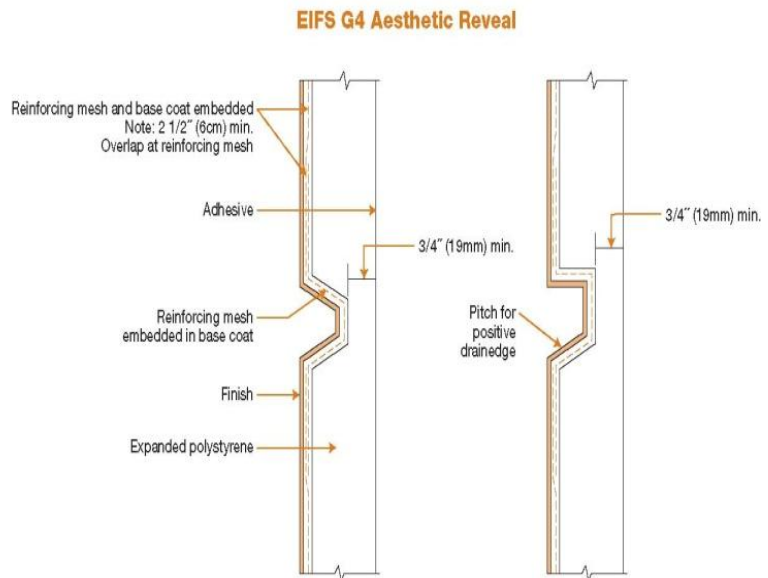 EIFS G4 Aesthetic Reveal
Reinforcing mesh and base coat embedded
Note: 2 1/2˝ (6cm) min.
Overlap at reinforcing mesh
Adhesive
3/4˝ (19mm) min.
Reinforcing mesh
embedded in base coat
Finish
Expanded polystyrene
3/4˝ (19mm) min.
Pitch for
positive
drainedge